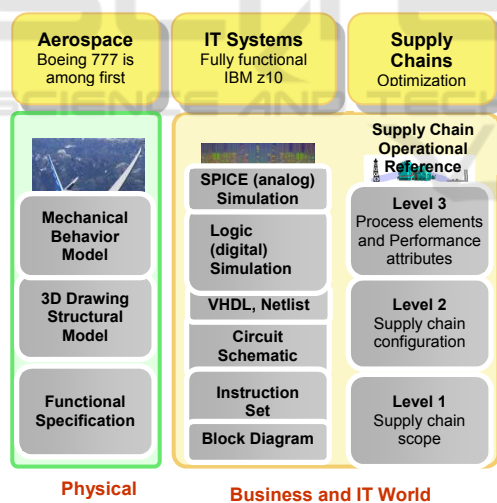 Aerospace
Boeing 777 is
among first
IT Systems
Fully functional
IBM z10
Supply
Chains
Optimization
SCIENCE AND TECH
Mechanical
Behavior
Model
3D Drawing
Structural
Model
Functional
Specification
SPICE (analog)
Simulation
Logic
(digital)
Simulation
VHDL, Netlist
Circuit
Schematic
Instruction
Set
Block Diagram
Supply Chain
Operational
Reference
Level 3
Process elements
and Performance
attributes
Level 2
Supply chain
configuration
Level 1
Supply chain
scope
Physical
Business and IT World